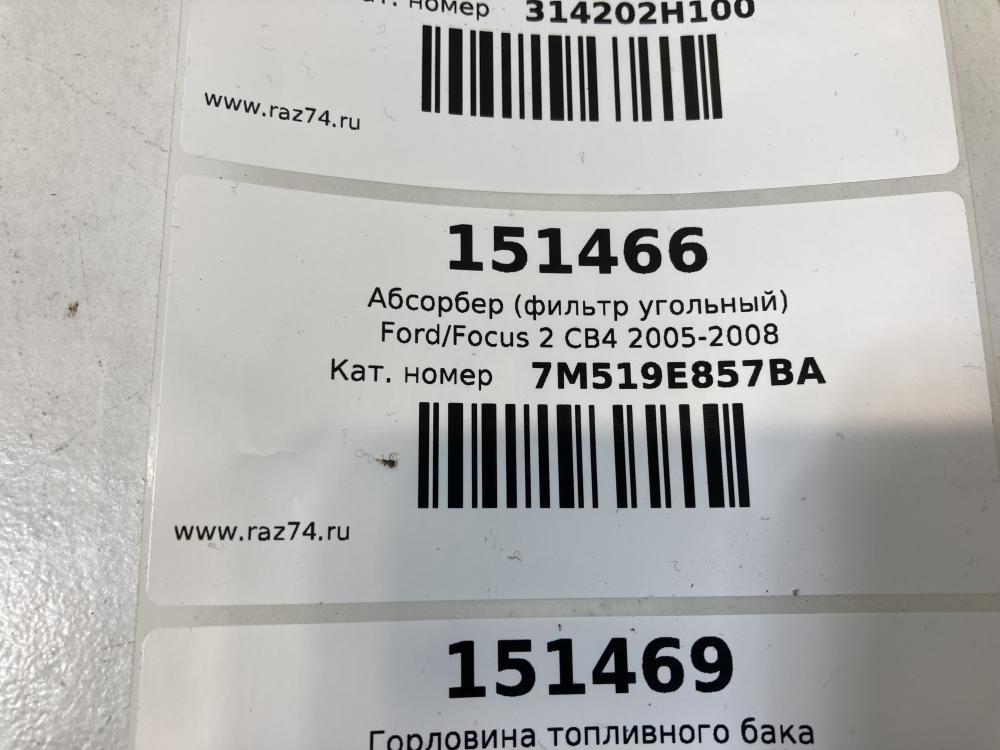 Кат. номер 314202H100
www.raz74.ru
151466
Абсорбер (фильтр угольный)
Ford/Focus 2 CB4 2005-2008
Кат. номер 7M519E857BA
www.raz74.ru
151469
Горловина топливного бака